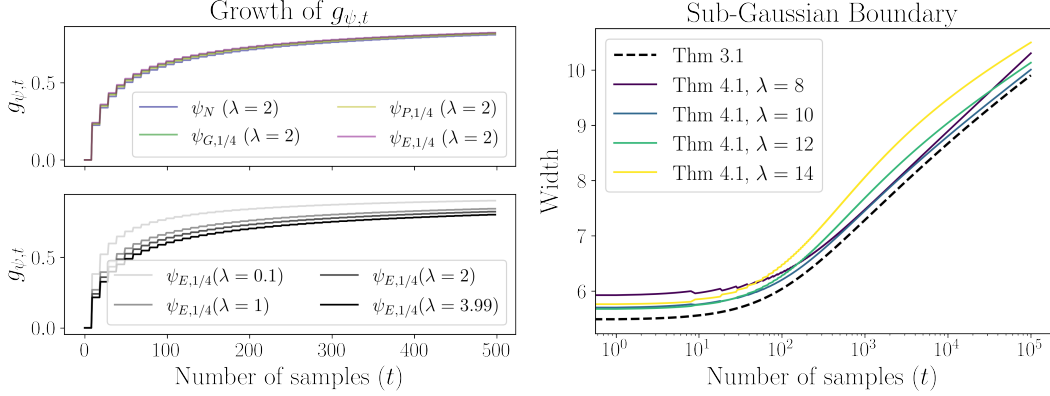 Growth of g_{ψ,t}
g_{ψ,t}
0.5
0.0
ψ_N (λ = 2)
ψ_{G,1/4} (λ = 2)
ψ_{P,1/4} (λ = 2)
ψ_{E,1/4} (λ = 2)
g_{ψ,t}
0.5
0.0
ψ_{E,1/4}(λ = 0.1)
ψ_{E,1/4}(λ = 1)
ψ_{E,1/4}(λ = 2)
ψ_{E,1/4}(λ = 3.99)
0 100 200 300 400 500
Number of samples (t)
Sub-Gaussian Boundary
Width
10
9
8
7
6
Thm 3.1
Thm 4.1, λ = 8
Thm 4.1, λ = 10
Thm 4.1, λ = 12
Thm 4.1, λ = 14
10^0 10^1 10^2 10^3 10^4 10^5
Number of samples (t)